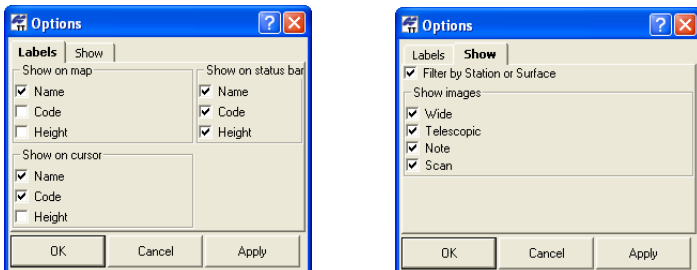 Options
Labels Show
Show on map
Name
Code
Height
Show on status bar
Name
Code
Height
Show on cursor
Name
Code
Height
OK Cancel Apply
Options
Labels Show
Filter by Station or Surface
Show images
Wide
Telescopic
Note
Scan
OK Cancel Apply